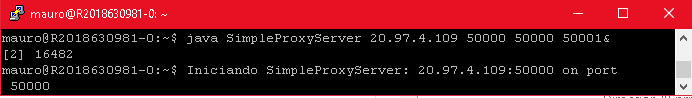 mauro@R2018630981-0: ~
mauro@R2018630981-0:~$ java SimpleProxyServer 20.97.4.109 50000 50000 50001&
[2] 16482
mauro@R2018630981-0:~$ Iniciando SimpleProxyServer: 20.97.4.109:50000 on port
50000